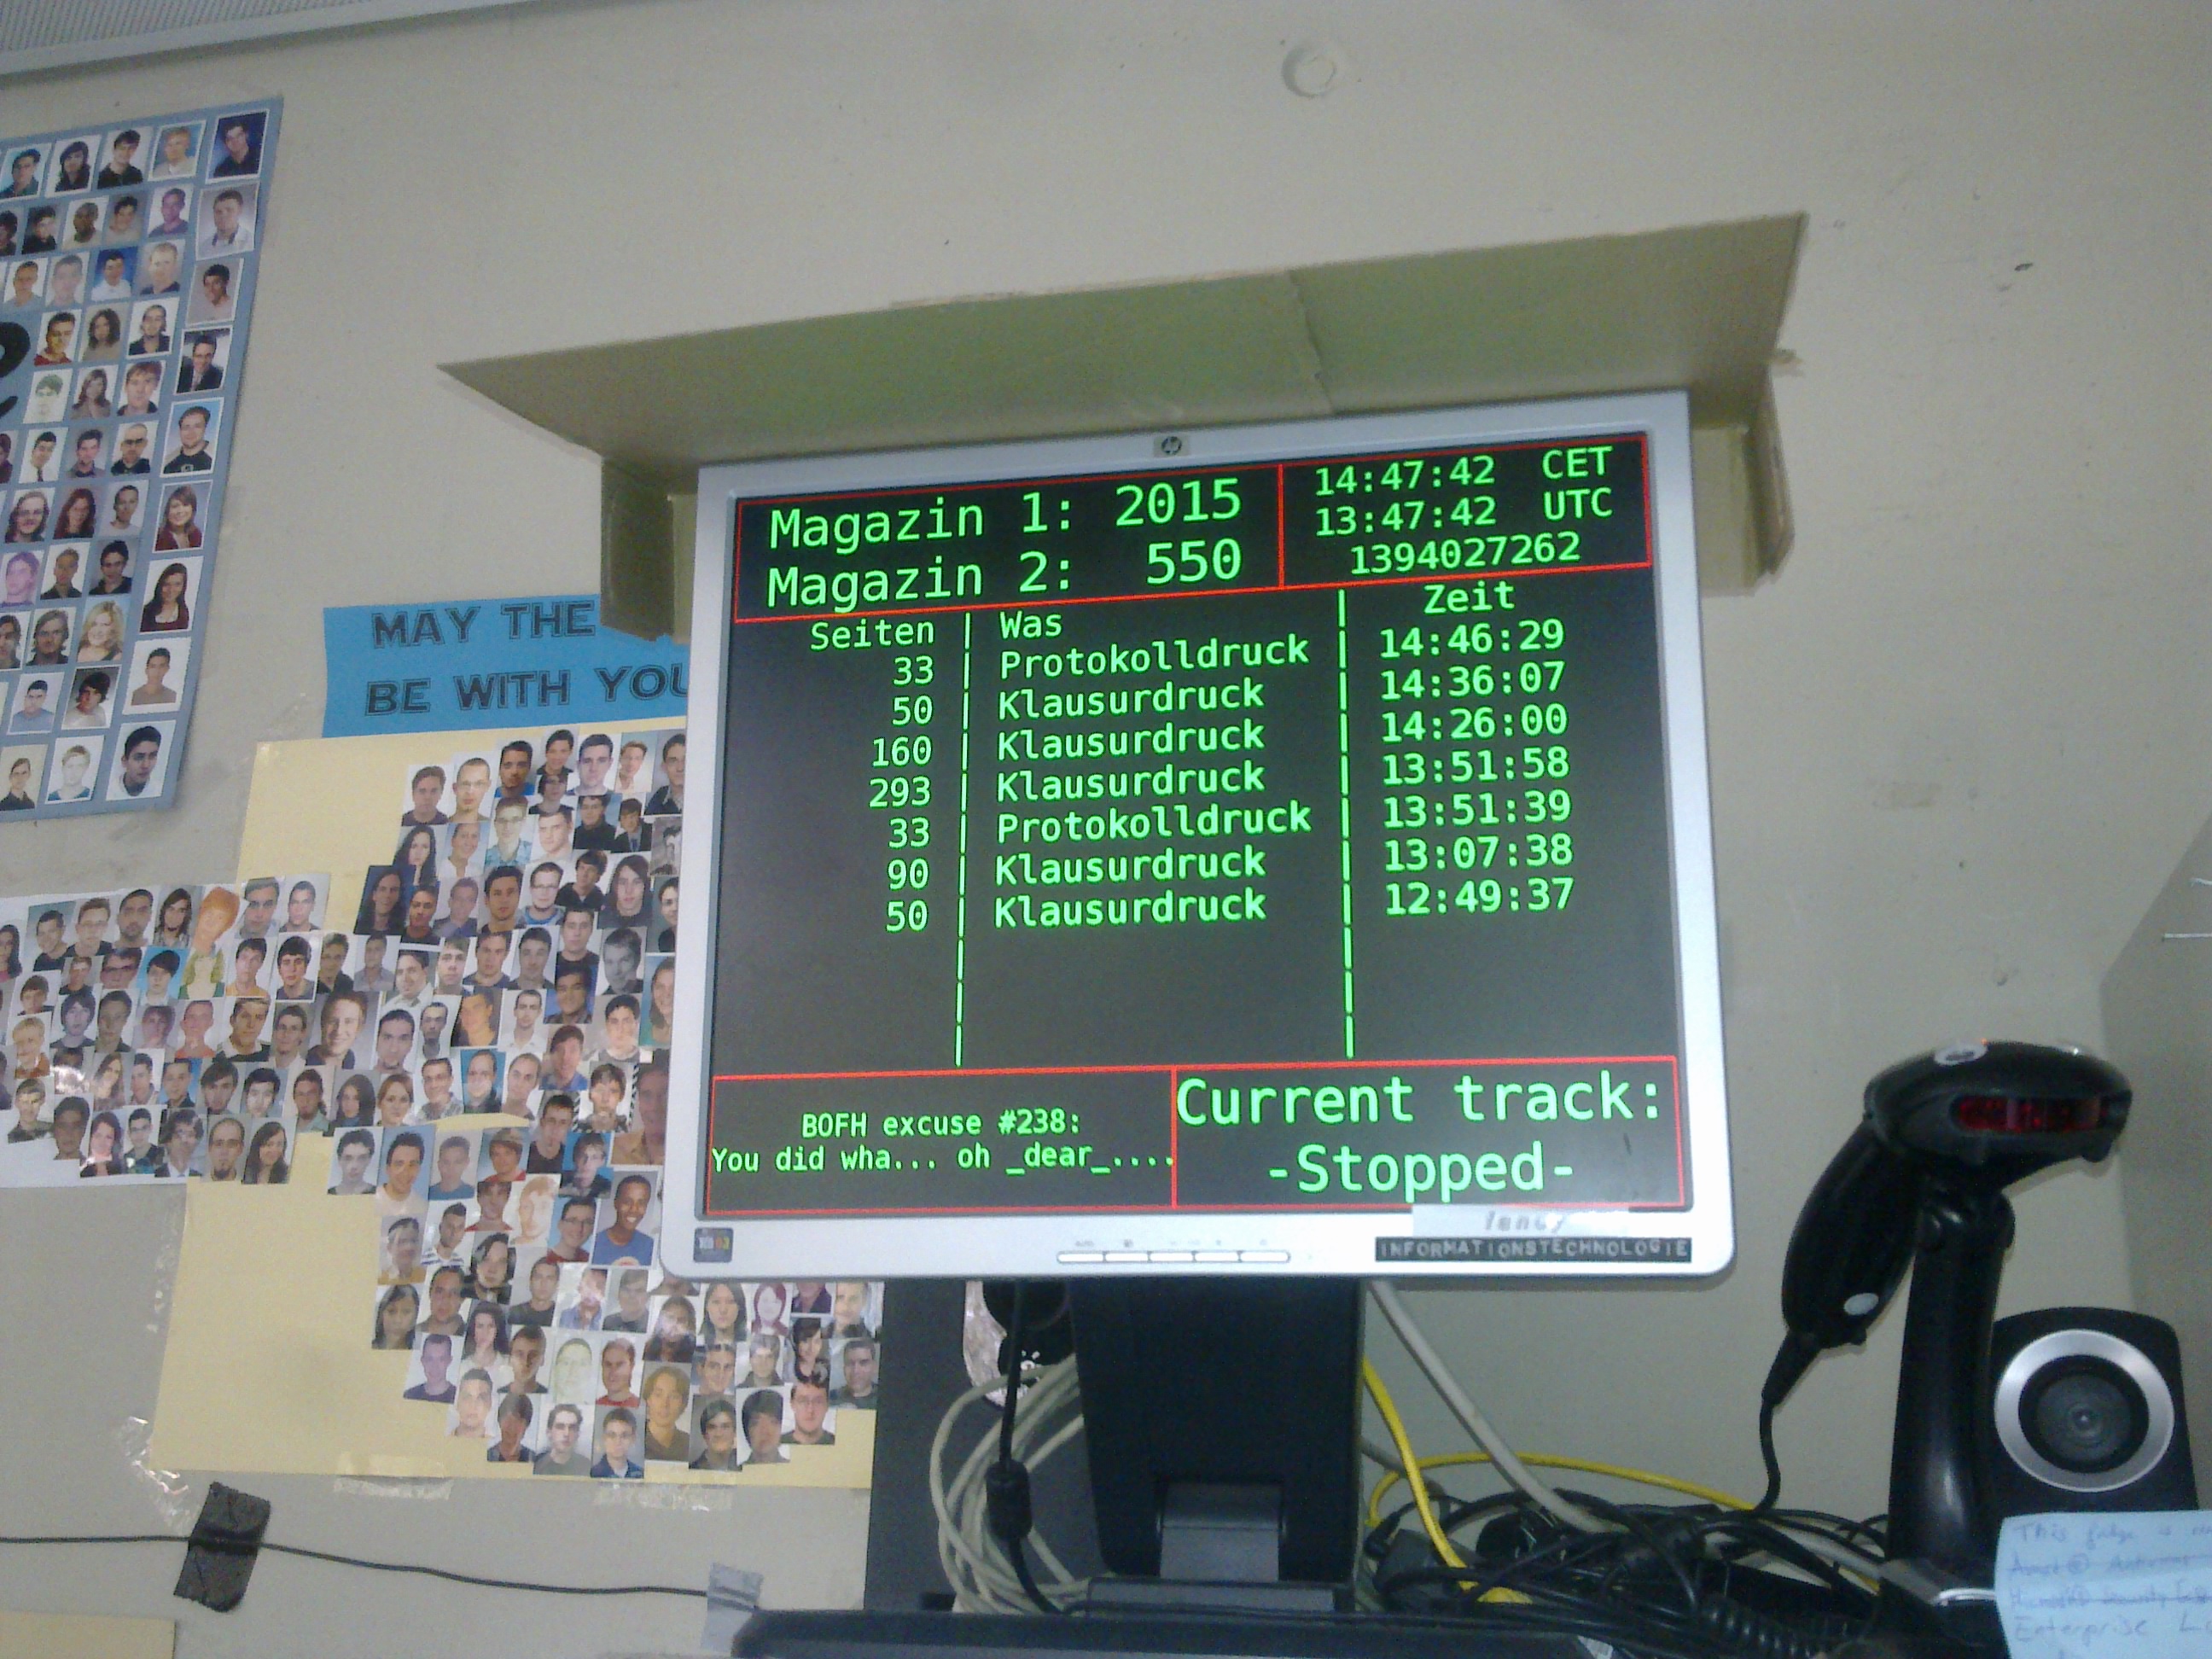 MAY THE
BE WITH YOU
hp
Magazin 1: 2015
Magazin 2: 550
14:47:42 CET
13:47:42 UTC
1394027262
Seiten | Was | Zeit
33 | Protokolldruck | 14:46:29
50 | Klausurdruck | 14:36:07
160 | Klausurdruck | 14:26:00
293 | Klausurdruck | 13:51:58
33 | Protokolldruck | 13:51:39
90 | Klausurdruck | 13:07:38
50 | Klausurdruck | 12:49:37
BOFH excuse #238:
You did wha... oh _dear_....
Current track:
-Stopped-
INFORMATIONSTECHNOLOGIE
This
Enterprise